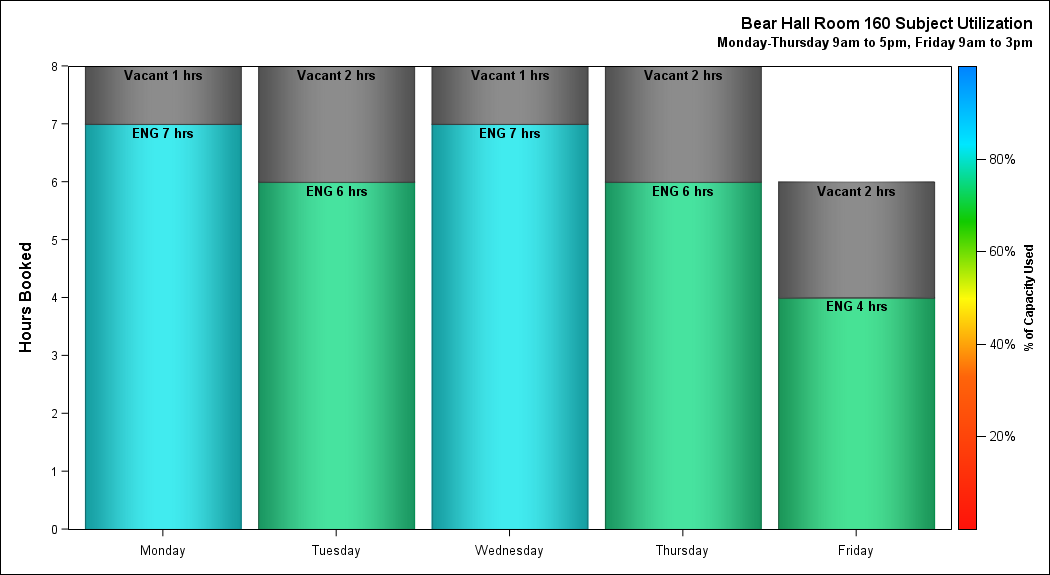 Bear Hall Room 160 Subject Utilization
Monday-Thursday 9am to 5pm, Friday 9am to 3pm
Hours Booked
8
7
6
5
4
3
2
1
0
Vacant 1 hrs
ENG 7 hrs
Vacant 2 hrs
ENG 6 hrs
Vacant 1 hrs
ENG 7 hrs
Vacant 2 hrs
ENG 6 hrs
Vacant 2 hrs
ENG 4 hrs
Monday
Tuesday
Wednesday
Thursday
Friday
80%
60%
40%
20%
% of Capacity Used